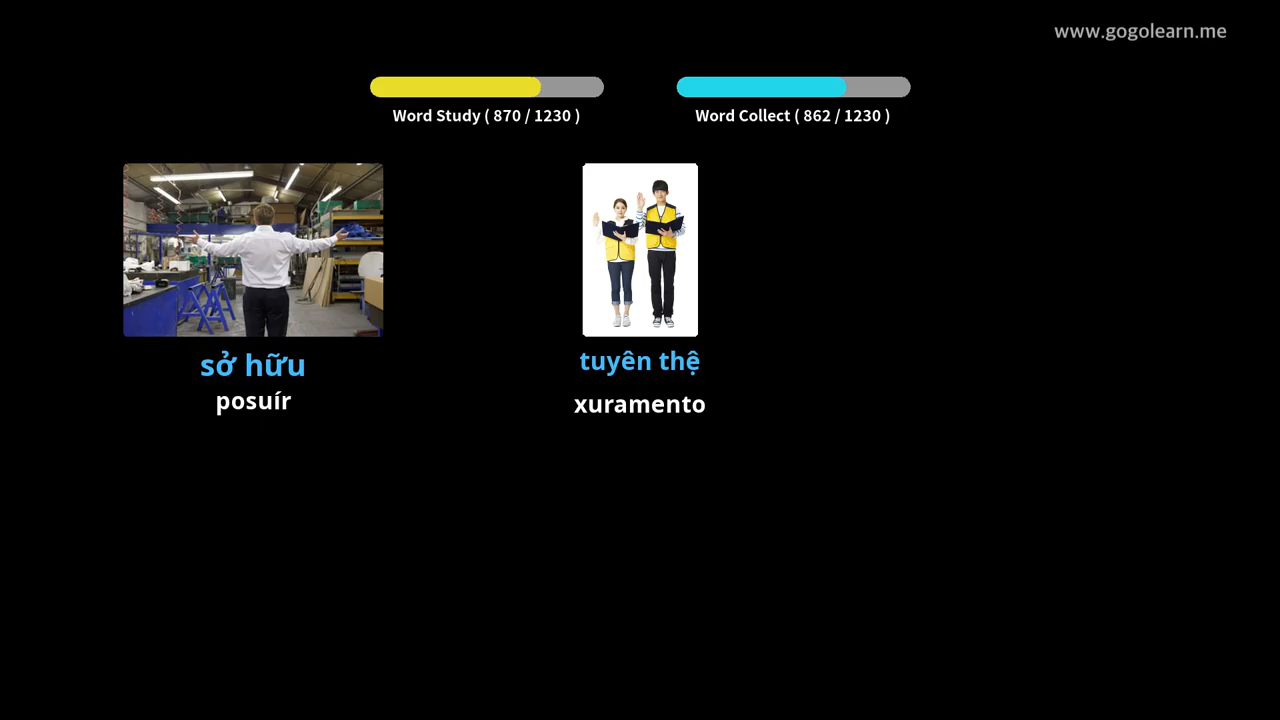 www.gogolearn.me
Word Study ( 870 / 1230 )
Word Collect ( 862 / 1230 )
sở hữu
posuír
tuyên thệ
xuramento